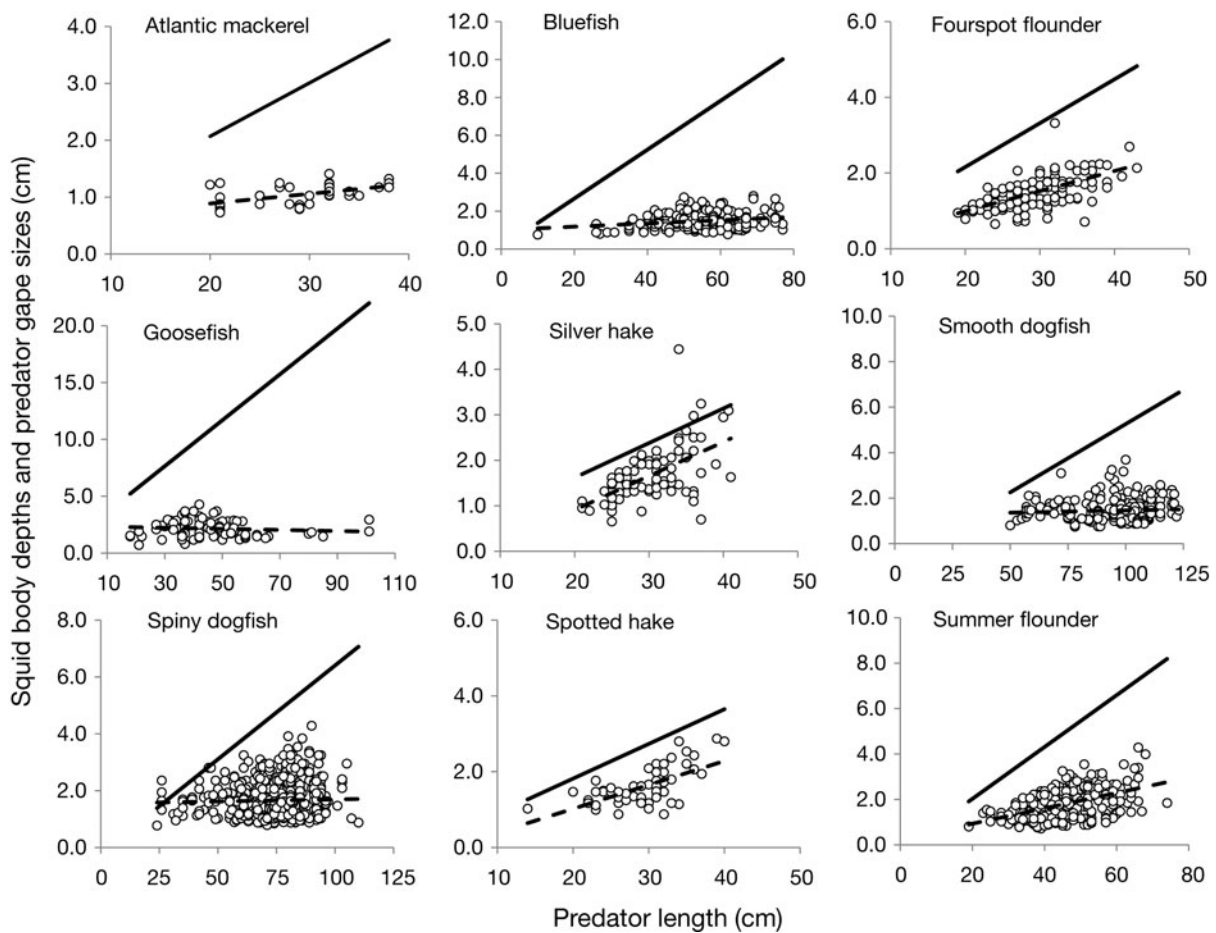 Squid body depths and predator gape sizes (cm)
Atlantic mackerel
4.0
3.0
2.0
1.0
0.0
10 20 30 40
Bluefish
12.0
10.0
8.0
6.0
4.0
2.0
0.0
0 20 40 60 80
Fourspot flounder
6.0
4.0
2.0
0.0
10 20 30 40 50
Goosefish
20.0
15.0
10.0
5.0
0.0
10 30 50 70 90 110
Silver hake
5.0
4.0
3.0
2.0
1.0
0.0
10 20 30 40 50
Smooth dogfish
10.0
8.0
6.0
4.0
2.0
0.0
0 25 50 75 100 125
Spiny dogfish
8.0
6.0
4.0
2.0
0.0
0 25 50 75 100 125
Spotted hake
6.0
4.0
2.0
0.0
10 20 30 40 50
Summer flounder
10.0
8.0
6.0
4.0
2.0
0.0
0 20 40 60 80
Predator length (cm)